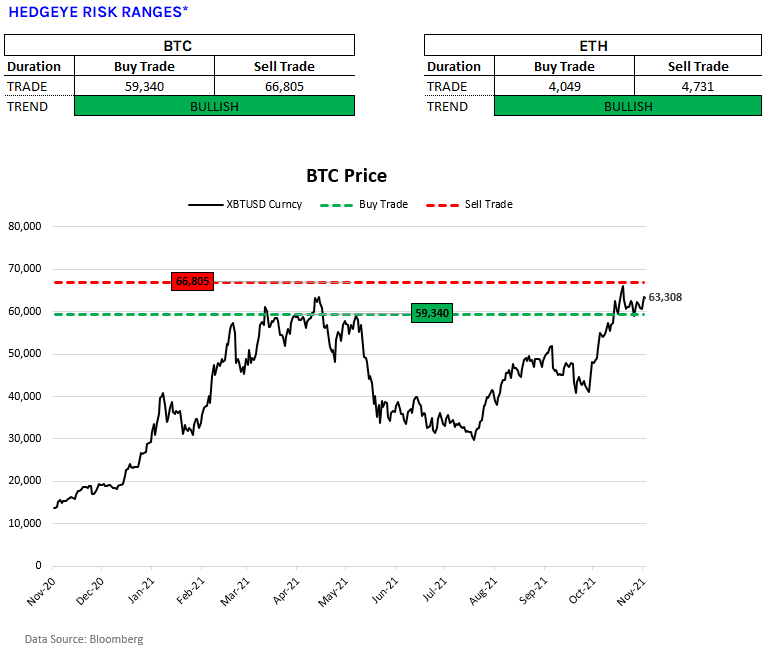 HEDGEYE RISK RANGES*
BTC
Duration Buy Trade Sell Trade
TRADE 59,340 66,805
TREND BULLISH
ETH
Duration Buy Trade Sell Trade
TRADE 4,049 4,731
TREND BULLISH
BTC Price
XBTUSD Curncy Buy Trade Sell Trade
80,000
70,000
60,000
50,000
40,000
30,000
20,000
10,000
0
66,805
59,340
63,308
Nov-20 Dec-20 Jan-21 Feb-21 Mar-21 Apr-21 May-21 Jun-21 Jul-21 Aug-21 Sep-21 Oct-21 Nov-21
Data Source: Bloomberg